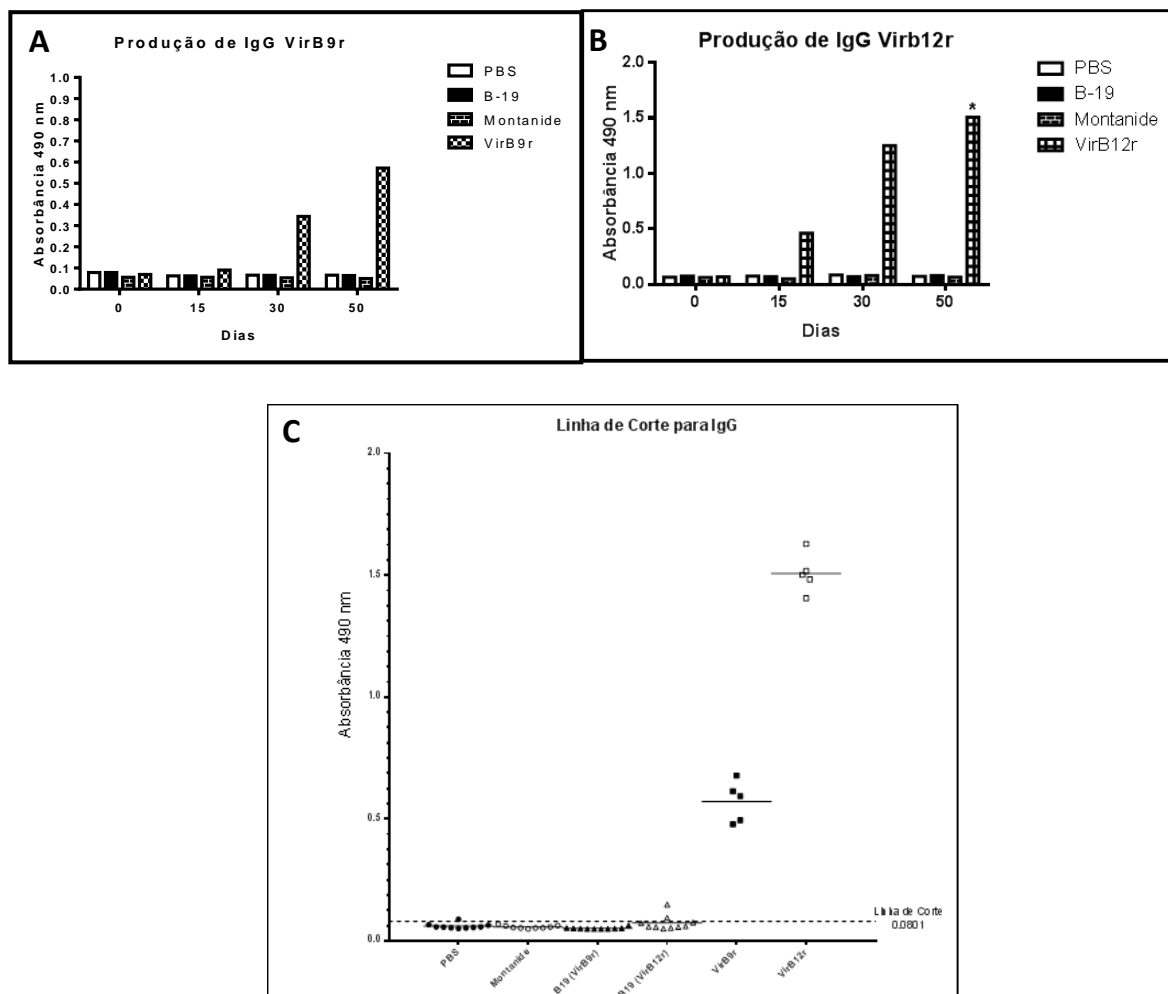 A
Produção de IgG VirB9r
PBS
B-19
Montanide
VirB9r
Absorbância 490 nm
1.0
0.9
0.8
0.7
0.6
0.5
0.4
0.3
0.2
0.1
0.0
0
15
30
50
Dias
B
Produção de IgG Virb12r
PBS
B-19
Montanide
VirB12r
Absorbância 490 nm
2.0
1.5
1.0
0.5
0.0
*
0
15
30
50
Dias
C
Linha de Corte para IgG
Absorbância 490 nm
2.0
1.5
1.0
0.5
0.0
Linha de Corte
0.0801
PBS
Montanide
B19 (VirB9r)
B19 (VirB12r)
VirB9r
VirB12r